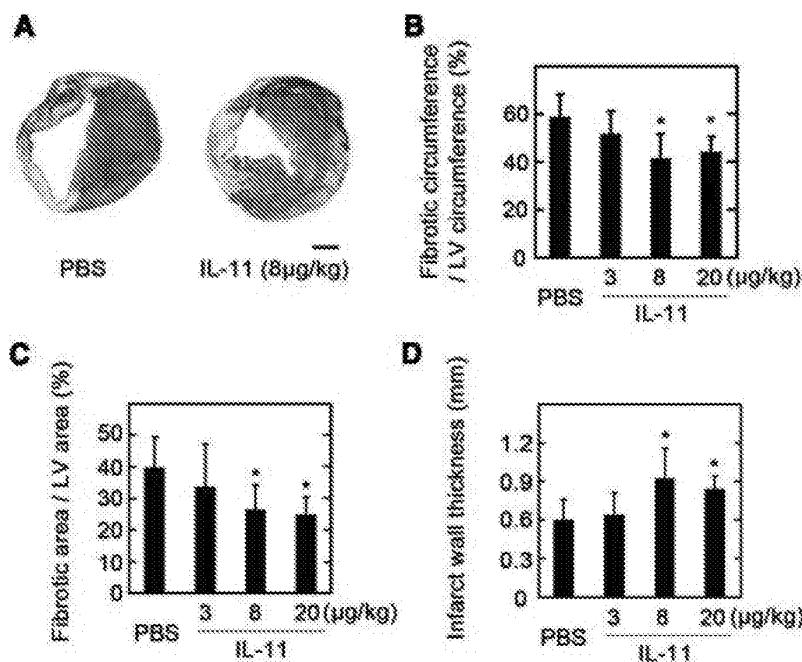 A
PBS
IL-11 (8µg/kg)
B
Fibrotic circumference
/ LV circumference (%)
60
40
20
0
PBS
3 8 20 (µg/kg)
IL-11
C
Fibrotic area / LV area (%)
50
40
30
20
10
0
PBS
3 8 20 (µg/kg)
IL-11
D
Infarct wall thickness (mm)
1.2
0.9
0.6
0.3
0
PBS
3 8 20 (µg/kg)
IL-11
* *
* *
* *